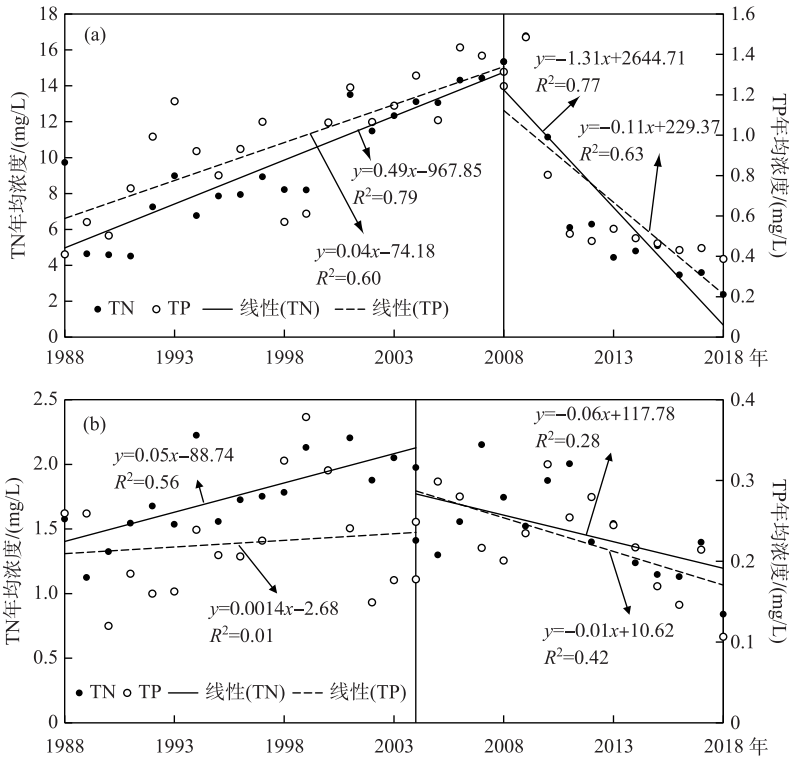 (a)
TN年均浓度/(mg/L)
18
16
14
12
10
8
6
4
2
0
TP年均浓度/(mg/L)
1.6
1.4
1.2
1.0
0.8
0.6
0.4
0.2
0
y=−1.31x+2644.71
R²=0.77
y=−0.11x+229.37
R²=0.63
y=0.49x−967.85
R²=0.79
y=0.04x−74.18
R²=0.60
TN TP 线性(TN) 线性(TP)
1988 1993 1998 2003 2008 2013 2018 年
(b)
TN年均浓度/(mg/L)
2.5
2.0
1.5
1.0
0.5
0
TP年均浓度/(mg/L)
0.4
0.3
0.2
0.1
0
y=−0.06x+117.78
R²=0.28
y=0.05x−88.74
R²=0.56
y=0.0014x−2.68
R²=0.01
y=−0.01x+10.62
R²=0.42
TN TP 线性(TN) 线性(TP)
1988 1993 1998 2003 2008 2013 2018 年